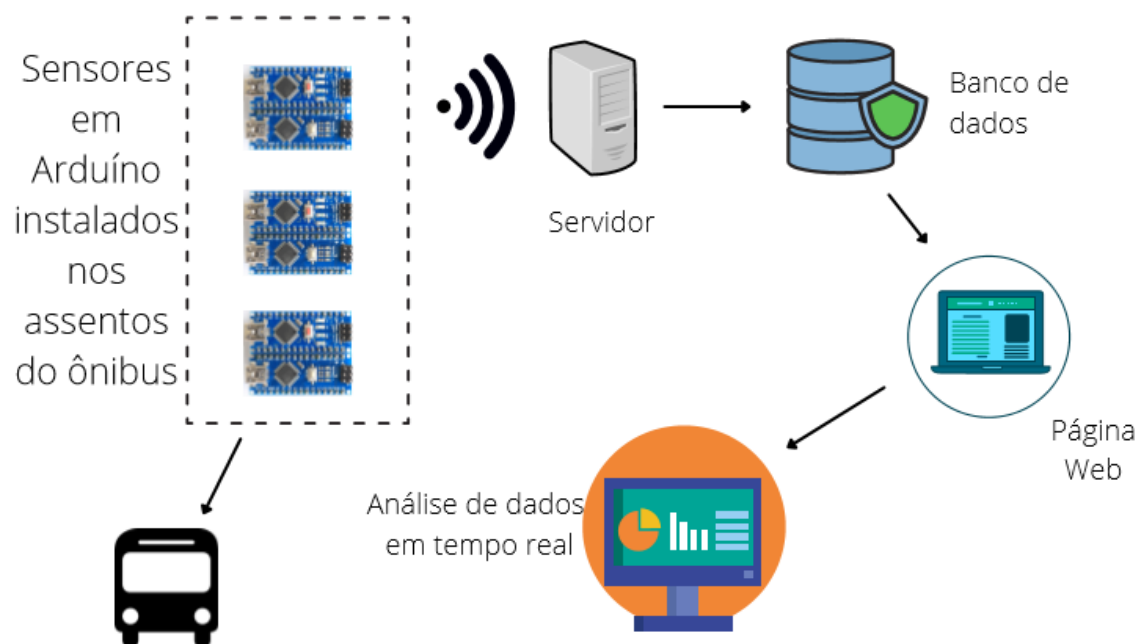 Sensores
em
Arduíno
instalados
nos
assentos
do ônibus
Servidor
Banco de
dados
Página
Web
Análise de dados
em tempo real